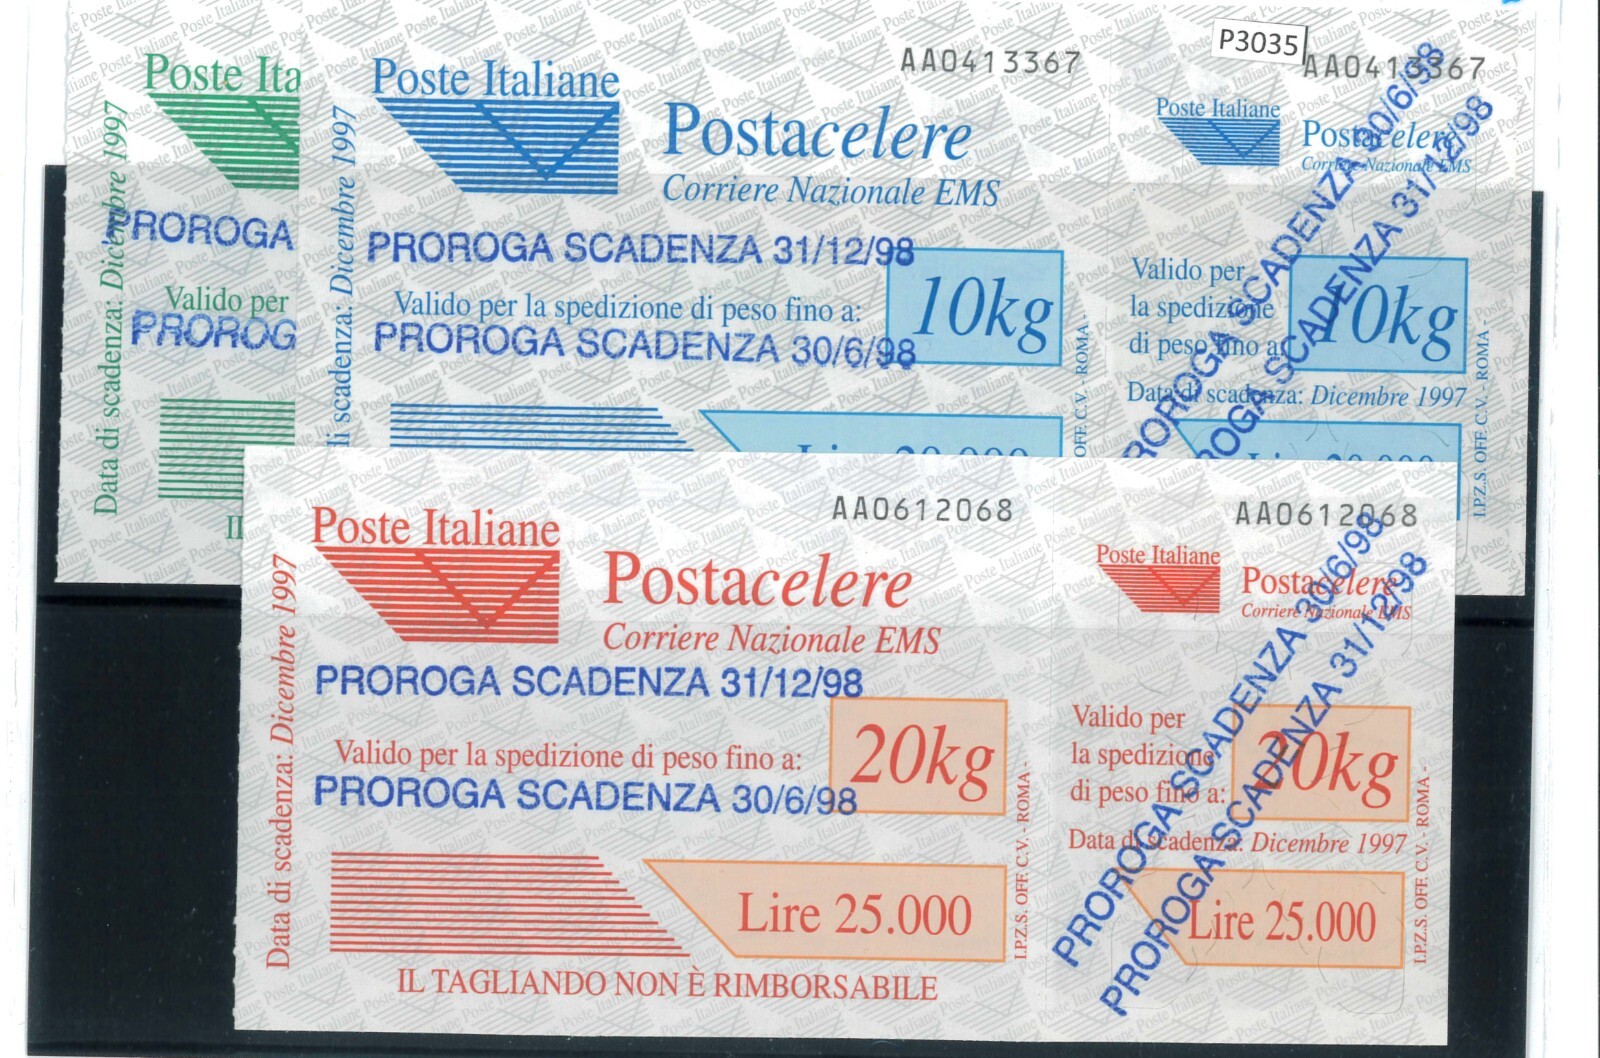 P3035
Poste Ita
Data di scadenza: Dicembre 1997
PROROGA
Valido per
PROROG
AA0413367
Poste Italiane
Postacelere
Corriere Nazionale EMS
di scadenza: Dicembre 1997
PROROGA SCADENZA 31/12/98
Valido per la spedizione di peso fino a:
10kg
PROROGA SCADENZA 30/6/98
I.P.Z.S. OFF. C.V. - ROMA -
AA0413367
Poste Italiane
Postacelere
Corriere Nazionale EMS
Valido per
la spedizione
di peso fino a:
10kg
Data di scadenza: Dicembre 1997
PROROGA SCADENZA 30/6/98
PROROGA SCADENZA 31/12/98
I.P.Z.S. OFF. C.V. - ROMA -
AA0612068
Poste Italiane
Postacelere
Corriere Nazionale EMS
Data di scadenza: Dicembre 1997
PROROGA SCADENZA 31/12/98
Valido per la spedizione di peso fino a:
20kg
PROROGA SCADENZA 30/6/98
Lire 25.000
IL TAGLIANDO NON È RIMBORSABILE
I.P.Z.S. OFF. C.V. - ROMA -
AA0612068
Poste Italiane
Postacelere
Corriere Nazionale EMS
Valido per
la spedizione
di peso fino a:
20kg
Data di scadenza: Dicembre 1997
Lire 25.000
PROROGA SCADENZA 30/6/98
PROROGA SCADENZA 31/12/98
I.P.Z.S. OFF. C.V. - ROMA -